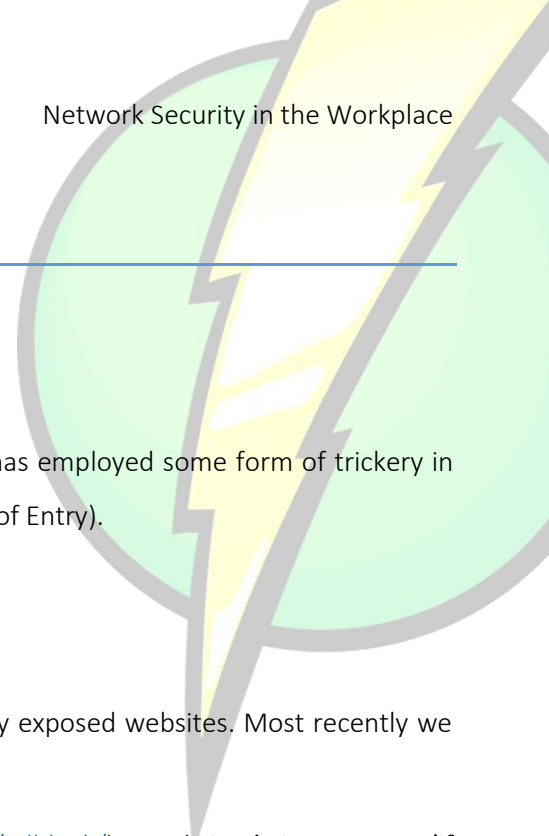 Network Security in the Workplace
has employed some form of trickery in
of Entry).
exposed websites. Most recently we